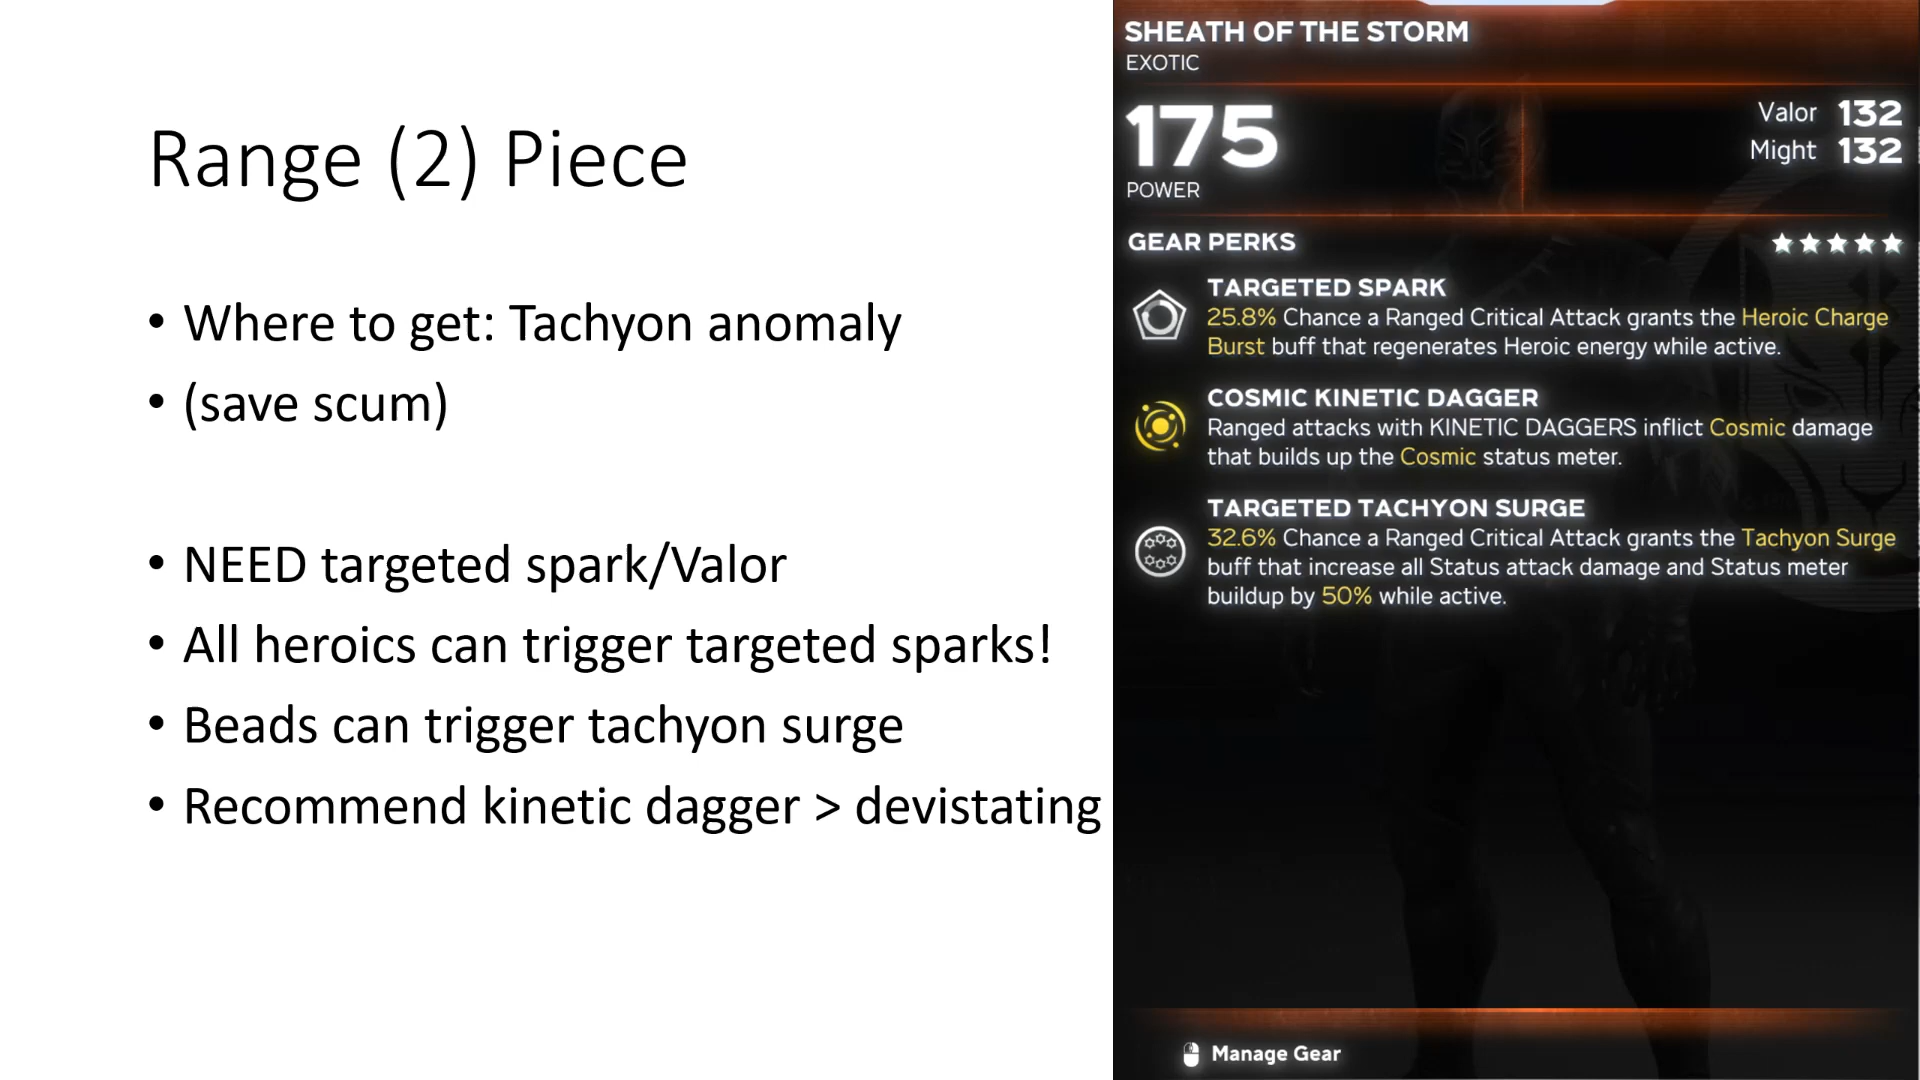 Range (2) Piece
• Where to get: Tachyon anomaly
• (save scum)
• NEED targeted spark/Valor
• All heroics can trigger targeted sparks!
• Beads can trigger tachyon surge
• Recommend kinetic dagger > devistating
SHEATH OF THE STORM
EXOTIC
175
POWER
Valor 132
Might 132
GEAR PERKS
TARGETED SPARK
25.8% Chance a Ranged Critical Attack grants the Heroic Charge
Burst buff that regenerates Heroic energy while active.
COSMIC KINETIC DAGGER
Ranged attacks with KINETIC DAGGERS inflict Cosmic damage
that builds up the Cosmic status meter.
TARGETED TACHYON SURGE
32.6% Chance a Ranged Critical Attack grants the Tachyon Surge
buff that increase all Status attack damage and Status meter
buildup by 50% while active.
Manage Gear